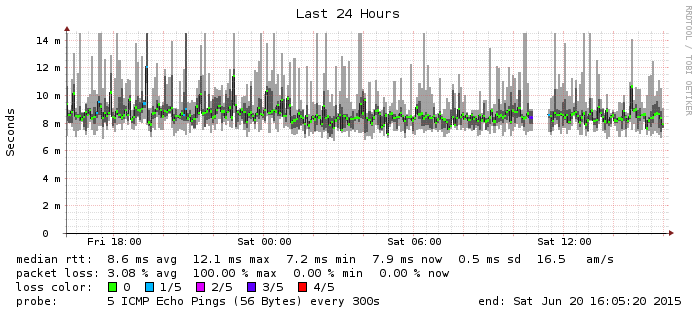 Last 24 Hours
RRDTOOL / TOBI OETIKER
Seconds
14 m
12 m
10 m
8 m
6 m
4 m
2 m
0
Fri 18:00 Sat 00:00 Sat 06:00 Sat 12:00
median rtt: 8.6 ms avg 12.1 ms max 7.2 ms min 7.9 ms now 0.5 ms sd 16.5 am/s
packet loss: 3.08 % avg 100.00 % max 0.00 % min 0.00 % now
loss color: 0 1/5 2/5 3/5 4/5
probe: 5 ICMP Echo Pings (56 Bytes) every 300s end: Sat Jun 20 16:05:20 2015